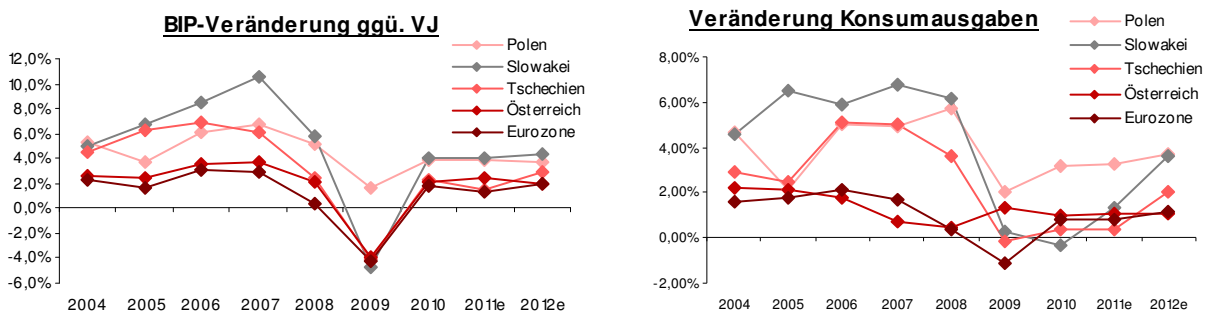 BIP-Veränderung ggü. VJ
Polen
Slowakei
Tschechien
Österreich
Eurozone
12,0%
10,0%
8,0%
6,0%
4,0%
2,0%
0,0%
-2,0%
-4,0%
-6,0%
2004 2005 2006 2007 2008 2009 2010 2011e 2012e
Veränderung Konsumausgaben
Polen
Slowakei
Tschechien
Österreich
Eurozone
8,00%
6,00%
4,00%
2,00%
0,00%
-2,00%
2004 2005 2006 2007 2008 2009 2010 2011e 2012e